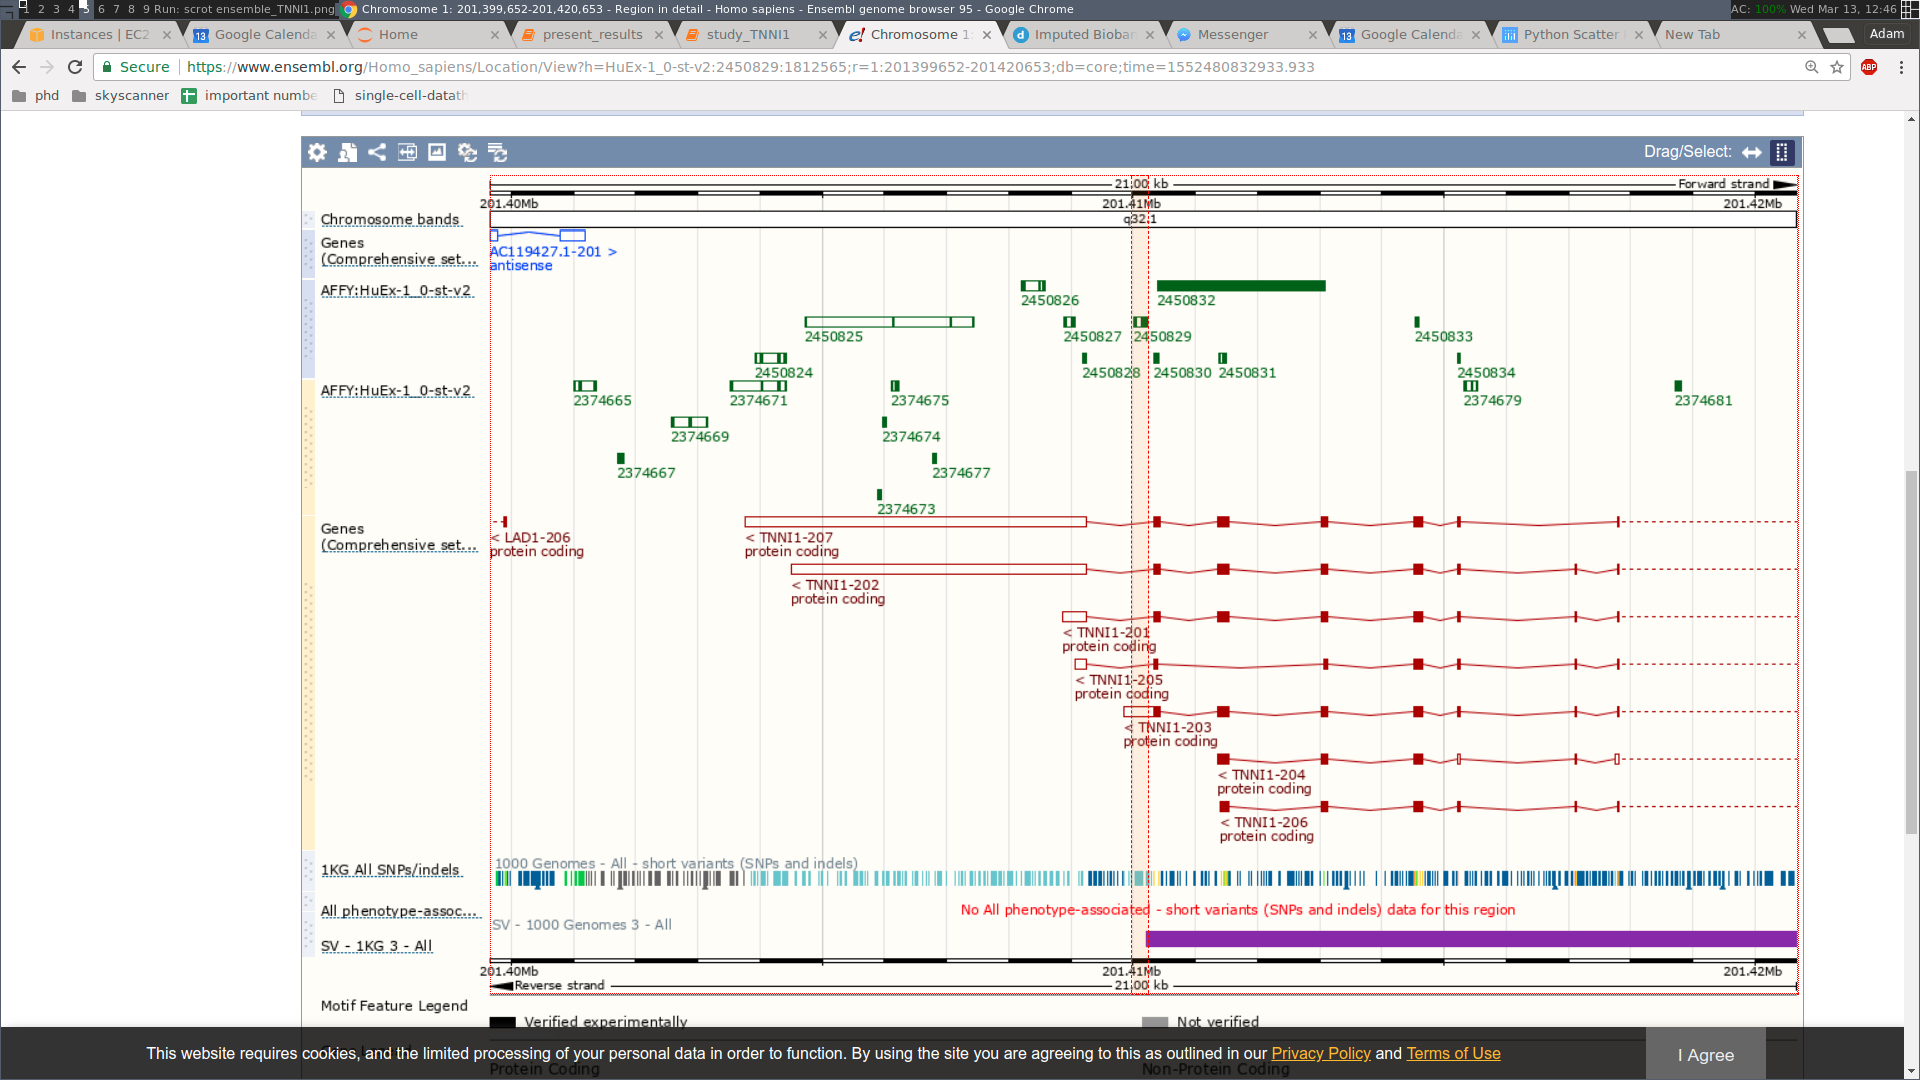 1 2 3 4 5 6 7 8 9 Run: scrot ensemble_TNNI1.png
Chromosome 1: 201,399,652-201,420,653 - Region in detail - Homo sapiens - Ensembl genome browser 95 - Google Chrome
AC: 100% Wed Mar 13, 12:46
Instances | EC2
Google Calenda
Home
present_results
study_TNNI1
Chromosome 1:
Imputed Bioban
Messenger
Google Calenda
Python Scatter
New Tab
Adam
Secure
https://www.ensembl.org/Homo_sapiens/Location/View?h=HuEx-1_0-st-v2:2450829:1812565;r=1:201399652-201420653;db=core;time=1552480832933.933
ABP
phd
skyscanner
important numbe
single-cell-datath
Drag/Select:
21.00 kb
Forward strand
201.40Mb
201.41Mb
201.42Mb
Chromosome bands
q32.1
Genes
(Comprehensive set...
AC119427.1-201 >
antisense
AFFY:HuEx-1_0-st-v2
2450826
2450832
2450825
2450827
2450829
2450833
2450824
2450828
2450830
2450831
2450834
AFFY:HuEx-1_0-st-v2
2374665
2374671
2374675
2374679
2374681
2374669
2374674
2374667
2374677
2374673
Genes
(Comprehensive set...
< LAD1-206
protein coding
< TNNI1-207
protein coding
< TNNI1-202
protein coding
< TNNI1-201
protein coding
< TNNI1-205
protein coding
< TNNI1-203
protein coding
< TNNI1-204
protein coding
< TNNI1-206
protein coding
1KG All SNPs/indels
1000 Genomes - All - short variants (SNPs and indels)
All phenotype-assoc...
No All phenotype-associated - short variants (SNPs and indels) data for this region
SV - 1000 Genomes 3 - All
SV - 1KG 3 - All
201.40Mb
201.41Mb
201.42Mb
Reverse strand
21.00 kb
Motif Feature Legend
Verified experimentally
Not verified
This website requires cookies, and the limited processing of your personal data in order to function. By using the site you are agreeing to this as outlined in our Privacy Policy and Terms of Use
I Agree
Protein Coding
Non-Protein Coding